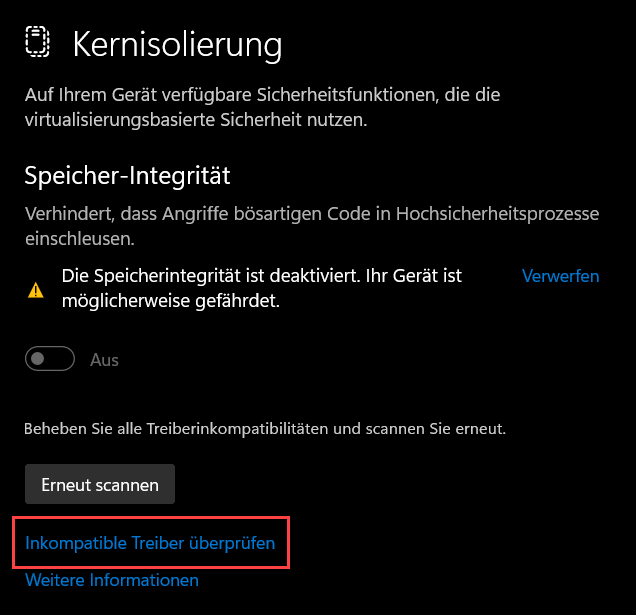 Kernisolierung
Auf Ihrem Gerät verfügbare Sicherheitsfunktionen, die die
virtualisierungsbasierte Sicherheit nutzen.
Speicher-Integrität
Verhindert, dass Angriffe bösartigen Code in Hochsicherheitsprozesse
einschleusen.
Die Speicherintegrität ist deaktiviert. Ihr Gerät ist Verwerfen
möglicherweise gefährdet.
Aus
Beheben Sie alle Treiberinkompatibilitäten und scannen Sie erneut.
Erneut scannen
Inkompatible Treiber überprüfen
Weitere Informationen